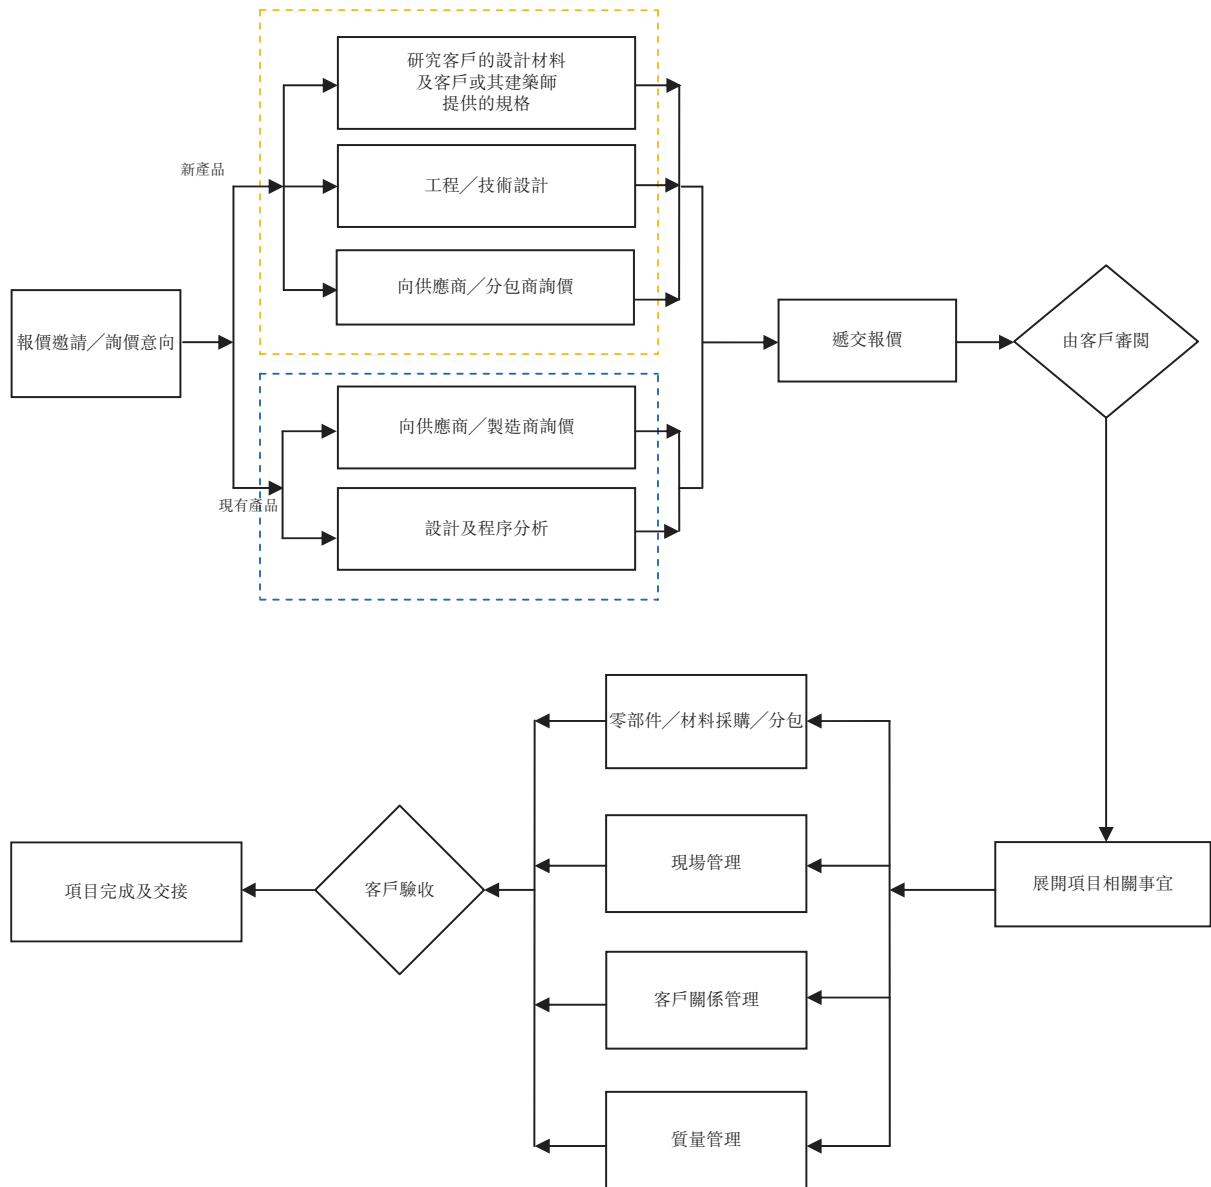 研究客戶的設計材料
及客戶或其建築師
提供的規格
新產品
工程／技術設計
向供應商／分包商詢價
報價邀請／詢價意向
遞交報價
由客戶審閱
向供應商／製造商詢價
現有產品
設計及程序分析
零部件／材料採購／分包
現場管理
項目完成及交接
客戶驗收
展開項目相關事宜
客戶關係管理
質量管理